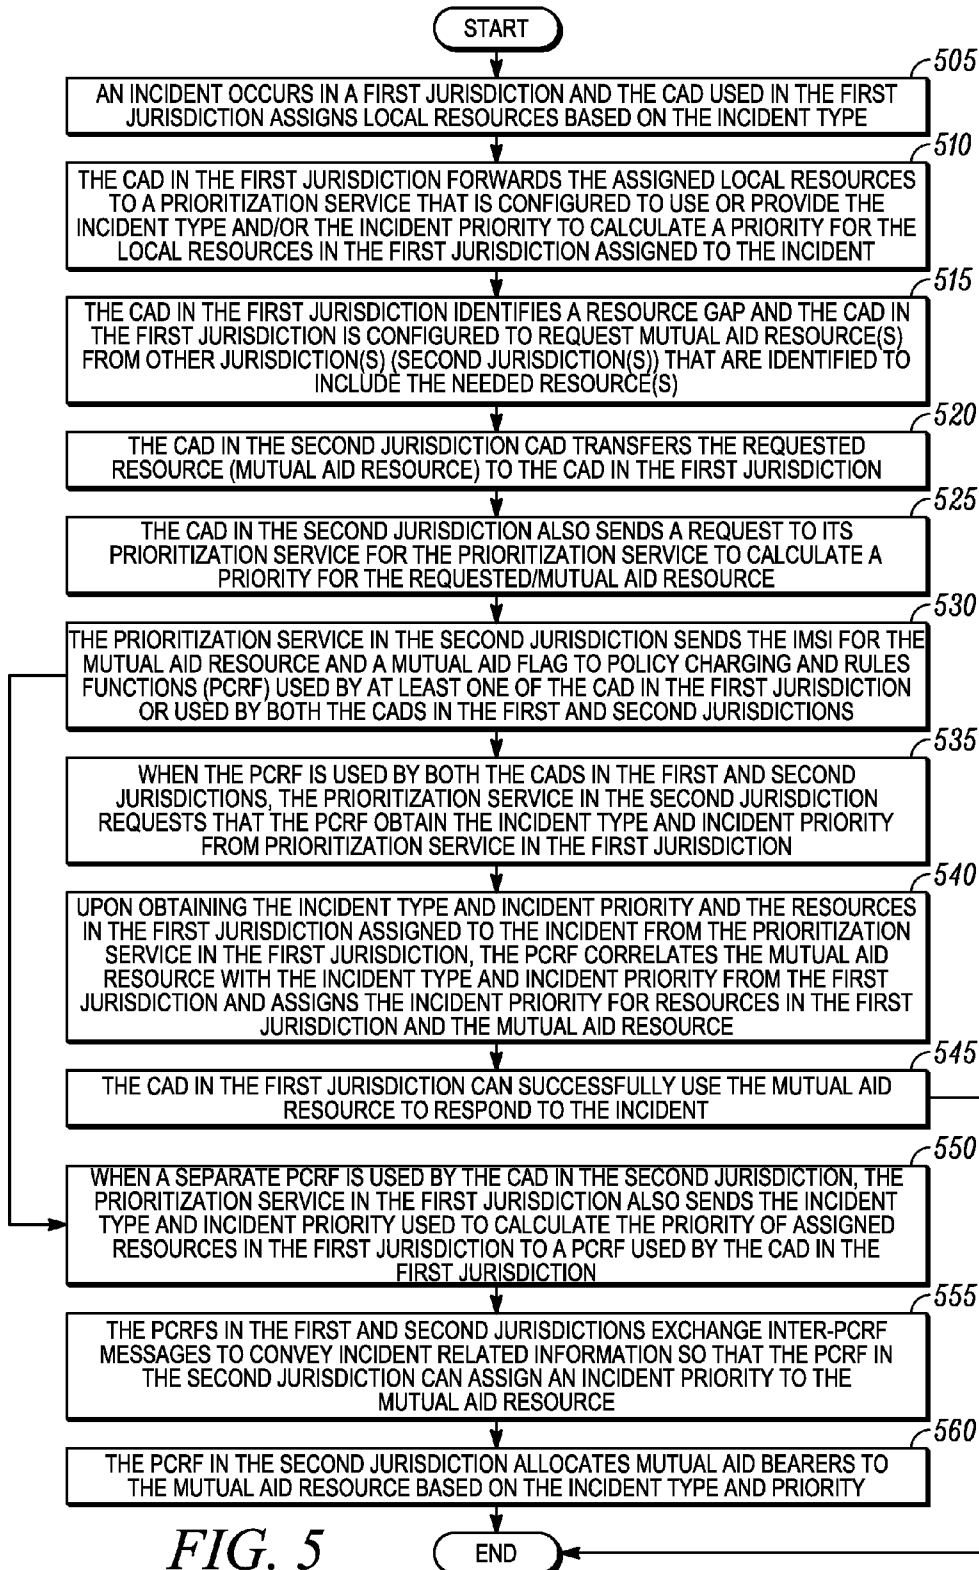 START
505
AN INCIDENT OCCURS IN A FIRST JURISDICTION AND THE CAD USED IN THE FIRST
JURISDICTION ASSIGNS LOCAL RESOURCES BASED ON THE INCIDENT TYPE
510
THE CAD IN THE FIRST JURISDICTION FORWARDS THE ASSIGNED LOCAL RESOURCES
TO A PRIORITIZATION SERVICE THAT IS CONFIGURED TO USE OR PROVIDE THE
INCIDENT TYPE AND/OR THE INCIDENT PRIORITY TO CALCULATE A PRIORITY FOR THE
LOCAL RESOURCES IN THE FIRST JURISDICTION ASSIGNED TO THE INCIDENT
515
THE CAD IN THE FIRST JURISDICTION IDENTIFIES A RESOURCE GAP AND THE CAD IN
THE FIRST JURISDICTION IS CONFIGURED TO REQUEST MUTUAL AID RESOURCE(S)
FROM OTHER JURISDICTION(S) (SECOND JURISDICTION(S)) THAT ARE IDENTIFIED TO
INCLUDE THE NEEDED RESOURCE(S)
520
THE CAD IN THE SECOND JURISDICTION CAD TRANSFERS THE REQUESTED
RESOURCE (MUTUAL AID RESOURCE) TO THE CAD IN THE FIRST JURISDICTION
525
THE CAD IN THE SECOND JURISDICTION ALSO SENDS A REQUEST TO ITS
PRIORITIZATION SERVICE FOR THE PRIORITIZATION SERVICE TO CALCULATE A
PRIORITY FOR THE REQUESTED/MUTUAL AID RESOURCE
530
THE PRIORITIZATION SERVICE IN THE SECOND JURISDICTION SENDS THE IMSI FOR THE
MUTUAL AID RESOURCE AND A MUTUAL AID FLAG TO POLICY CHARGING AND RULES
FUNCTIONS (PCRF) USED BY AT LEAST ONE OF THE CAD IN THE FIRST JURISDICTION
OR USED BY BOTH THE CADS IN THE FIRST AND SECOND JURISDICTIONS
535
WHEN THE PCRF IS USED BY BOTH THE CADS IN THE FIRST AND SECOND
JURISDICTIONS, THE PRIORITIZATION SERVICE IN THE SECOND JURISDICTION
REQUESTS THAT THE PCRF OBTAIN THE INCIDENT TYPE AND INCIDENT PRIORITY
FROM PRIORITIZATION SERVICE IN THE FIRST JURISDICTION
540
UPON OBTAINING THE INCIDENT TYPE AND INCIDENT PRIORITY AND THE RESOURCES
IN THE FIRST JURISDICTION ASSIGNED TO THE INCIDENT FROM THE PRIORITIZATION
SERVICE IN THE FIRST JURISDICTION, THE PCRF CORRELATES THE MUTUAL AID
RESOURCE WITH THE INCIDENT TYPE AND INCIDENT PRIORITY FROM THE FIRST
JURISDICTION AND ASSIGNS THE INCIDENT PRIORITY FOR RESOURCES IN THE FIRST
JURISDICTION AND THE MUTUAL AID RESOURCE
545
THE CAD IN THE FIRST JURISDICTION CAN SUCCESSFULLY USE THE MUTUAL AID
RESOURCE TO RESPOND TO THE INCIDENT
550
WHEN A SEPARATE PCRF IS USED BY THE CAD IN THE SECOND JURISDICTION, THE
PRIORITIZATION SERVICE IN THE FIRST JURISDICTION ALSO SENDS THE INCIDENT
TYPE AND INCIDENT PRIORITY USED TO CALCULATE THE PRIORITY OF ASSIGNED
RESOURCES IN THE FIRST JURISDICTION TO A PCRF USED BY THE CAD IN THE
FIRST JURISDICTION
555
THE PCRFS IN THE FIRST AND SECOND JURISDICTIONS EXCHANGE INTER-PCRF
MESSAGES TO CONVEY INCIDENT RELATED INFORMATION SO THAT THE PCRF IN
THE SECOND JURISDICTION CAN ASSIGN AN INCIDENT PRIORITY TO THE
MUTUAL AID RESOURCE
560
THE PCRF IN THE SECOND JURISDICTION ALLOCATES MUTUAL AID BEARERS TO
THE MUTUAL AID RESOURCE BASED ON THE INCIDENT TYPE AND PRIORITY
FIG. 5
END